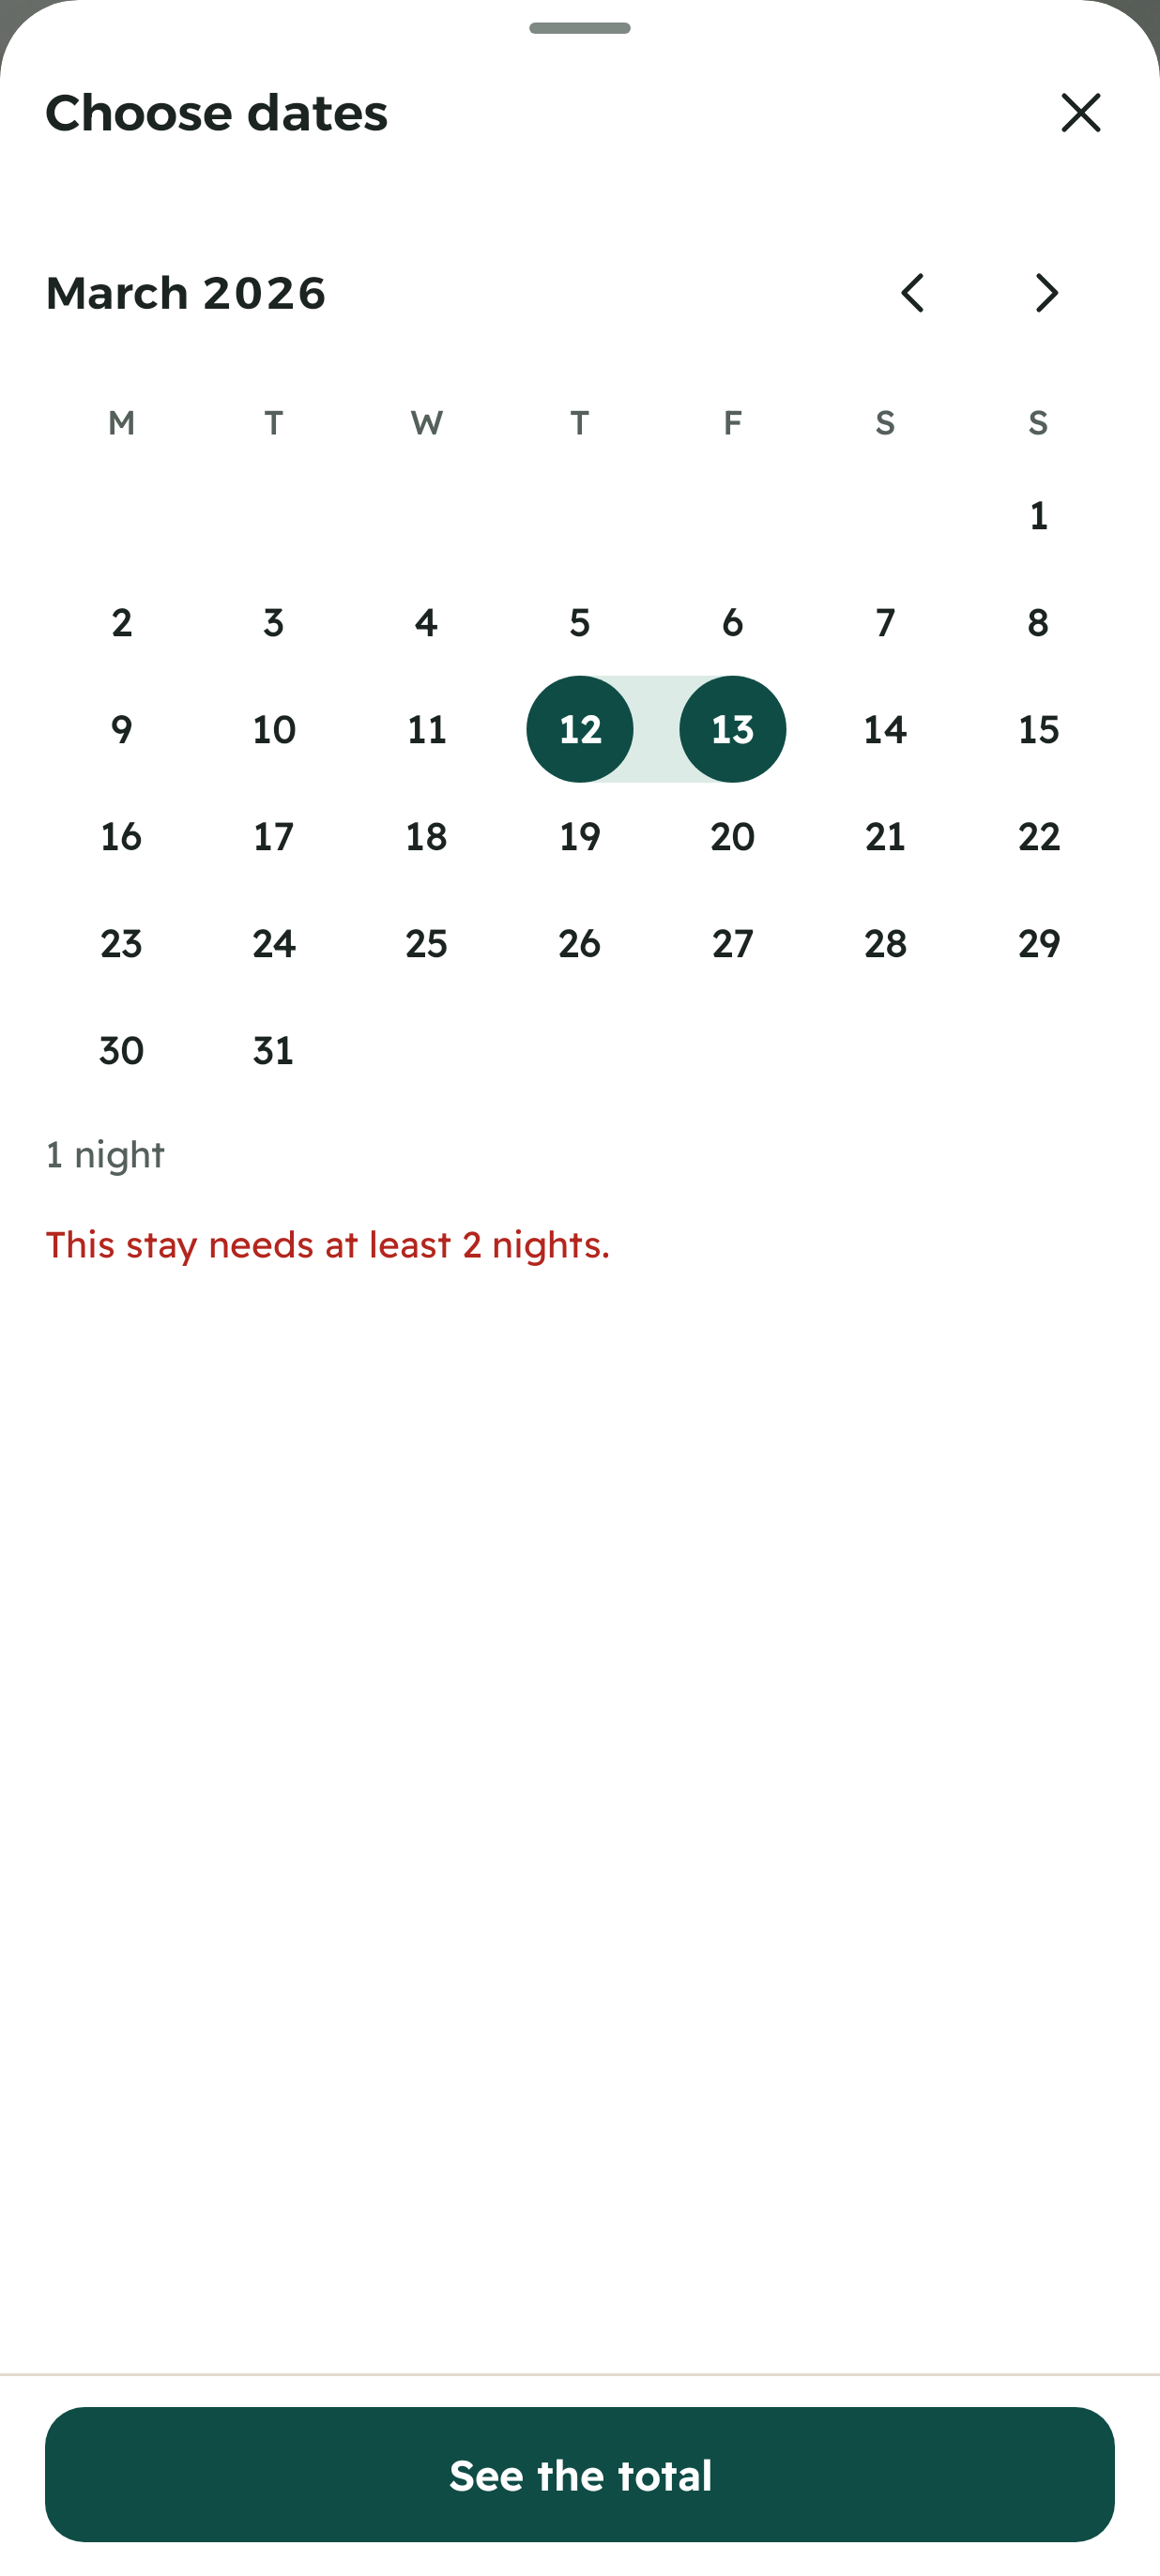 Choose dates
March 2026
M T W T F S S
1
2 3 4 5 6 7 8
9 10 11 12 13 14 15
16 17 18 19 20 21 22
23 24 25 26 27 28 29
30 31
1 night
This stay needs at least 2 nights.
See the total